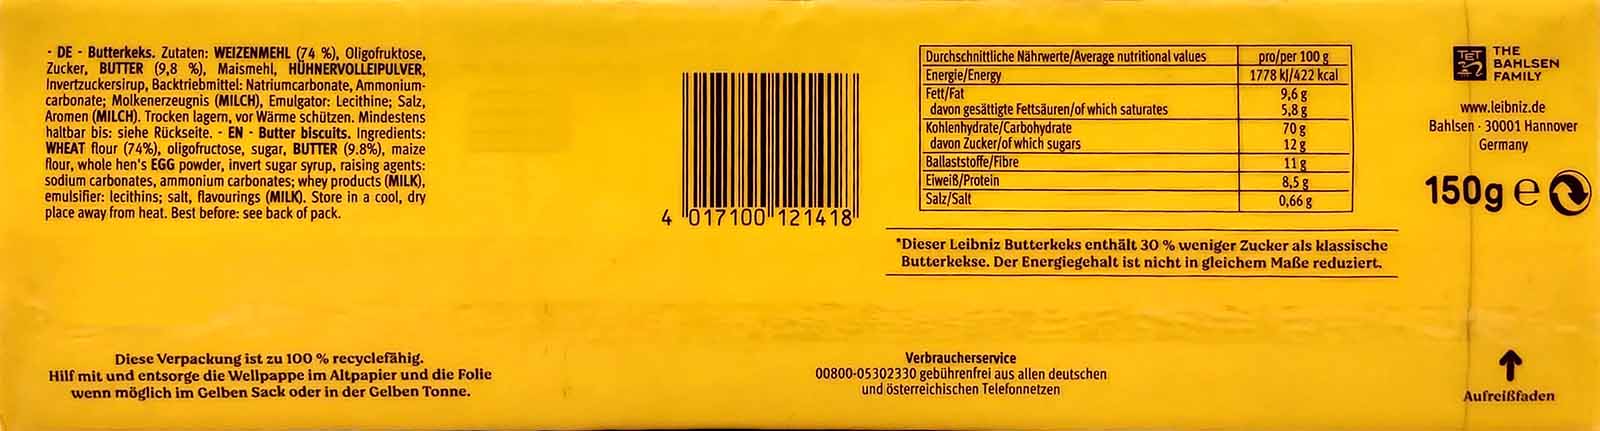 - DE - Butterkeks. Zutaten: WEIZENMEHL (74 %), Oligofruktose,
Zucker, BUTTER (9,8 %), Maismehl, HÜHNERVOLLEIPULVER,
Invertzuckersirup, Backtriebmittel: Natriumcarbonate, Ammonium-
carbonate; Molkenerzeugnis (MILCH), Emulgator: Lecithine; Salz,
Aromen (MILCH). Trocken lagern, vor Wärme schützen. Mindestens
haltbar bis: siehe Rückseite. - EN - Butter biscuits. Ingredients:
WHEAT flour (74%), oligofructose, sugar, BUTTER (9.8%), maize
flour, whole hen's EGG powder, invert sugar syrup, raising agents:
sodium carbonates, ammonium carbonates; whey products (MILK),
emulsifier: lecithins; salt, flavourings (MILK). Store in a cool, dry
place away from heat. Best before: see back of pack.
4 017100 121418
Durchschnittliche Nährwerte/Average nutritional values pro/per 100 g
Energie/Energy 1778 kJ/422 kcal
Fett/Fat 9,6 g
davon gesättigte Fettsäuren/of which saturates 5,8 g
Kohlenhydrate/Carbohydrate 70 g
davon Zucker/of which sugars 12 g
Ballaststoffe/Fibre 11 g
Eiweiß/Protein 8,5 g
Salz/Salt 0,66 g
*Dieser Leibniz Butterkeks enthält 30 % weniger Zucker als klassische
Butterkekse. Der Energiegehalt ist nicht in gleichem Maße reduziert.
TET
THE
BAHLSEN
FAMILY
www.leibniz.de
Bahlsen · 30001 Hannover
Germany
150g ℮
Diese Verpackung ist zu 100 % recyclefähig.
Hilf mit und entsorge die Wellpappe im Altpapier und die Folie
wenn möglich im Gelben Sack oder in der Gelben Tonne.
Verbraucherservice
00800-05302330 gebührenfrei aus allen deutschen
und österreichischen Telefonnetzen
Aufreißfaden